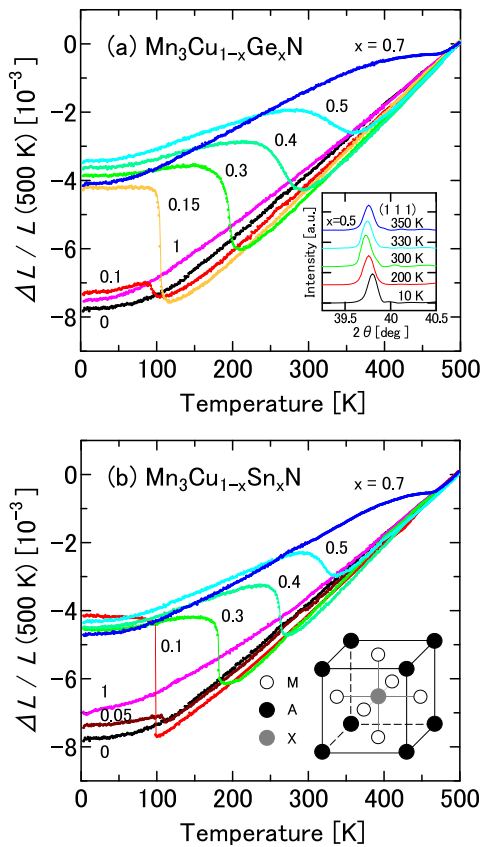 (a) Mn₃Cu₁₋ₓGeₓN
x = 0.7
0.5
0.4
0.3
0.15
1
0.1
0
0
−2
−4
−6
−8
ΔL / L (500 K) [10⁻³]
0 100 200 300 400 500
Temperature [K]
x=0.5
(1 1 1)
350 K
330 K
300 K
200 K
10 K
Intensity [a.u.]
39.5 40 40.5
2θ [deg]
(b) Mn₃Cu₁₋ₓSnₓN
x = 0.7
0.5
0.4
0.3
0.1
1
0.05
0
0
−2
−4
−6
−8
ΔL / L (500 K) [10⁻³]
M
A
X
0 100 200 300 400 500
Temperature [K]